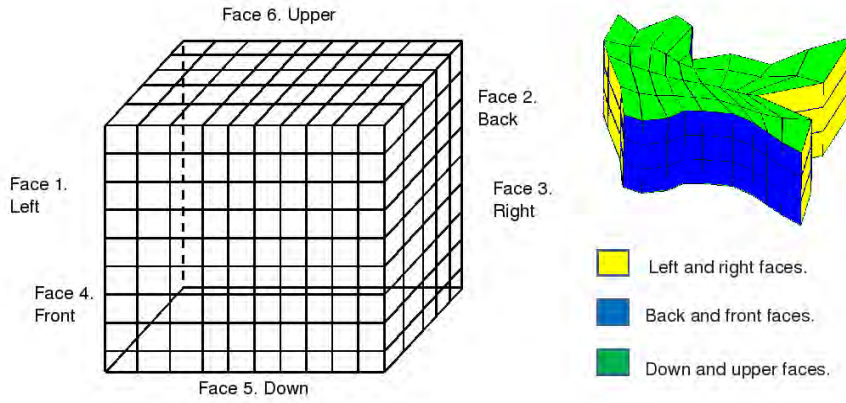 Face 6. Upper
Face 2.
Back
Face 1.
Left
Face 3.
Right
Face 4.
Front
Face 5. Down
Left and right faces.
Back and front faces.
Down and upper faces.